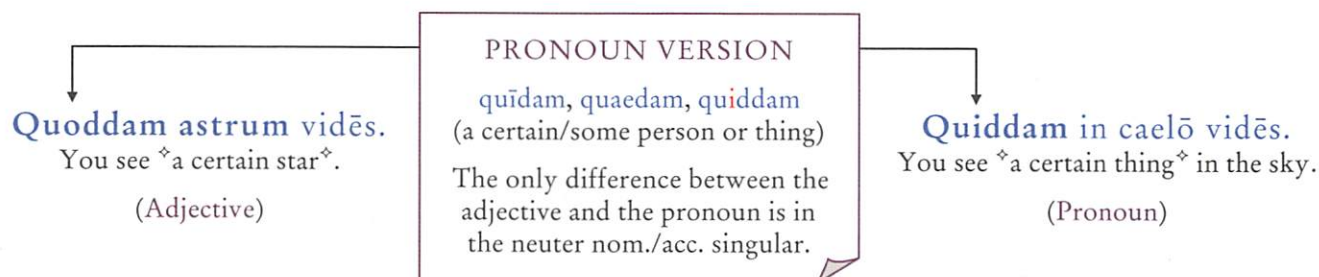 PRONOUN VERSION
quīdam, quaedam, quiddam
(a certain/some person or thing)
The only difference between the
adjective and the pronoun is in
the neuter nom./acc. singular.
Quoddam astrum vidēs.
You see ✧a certain star✧.
(Adjective)
Quiddam in caelō vidēs.
You see ✧a certain thing✧ in the sky.
(Pronoun)